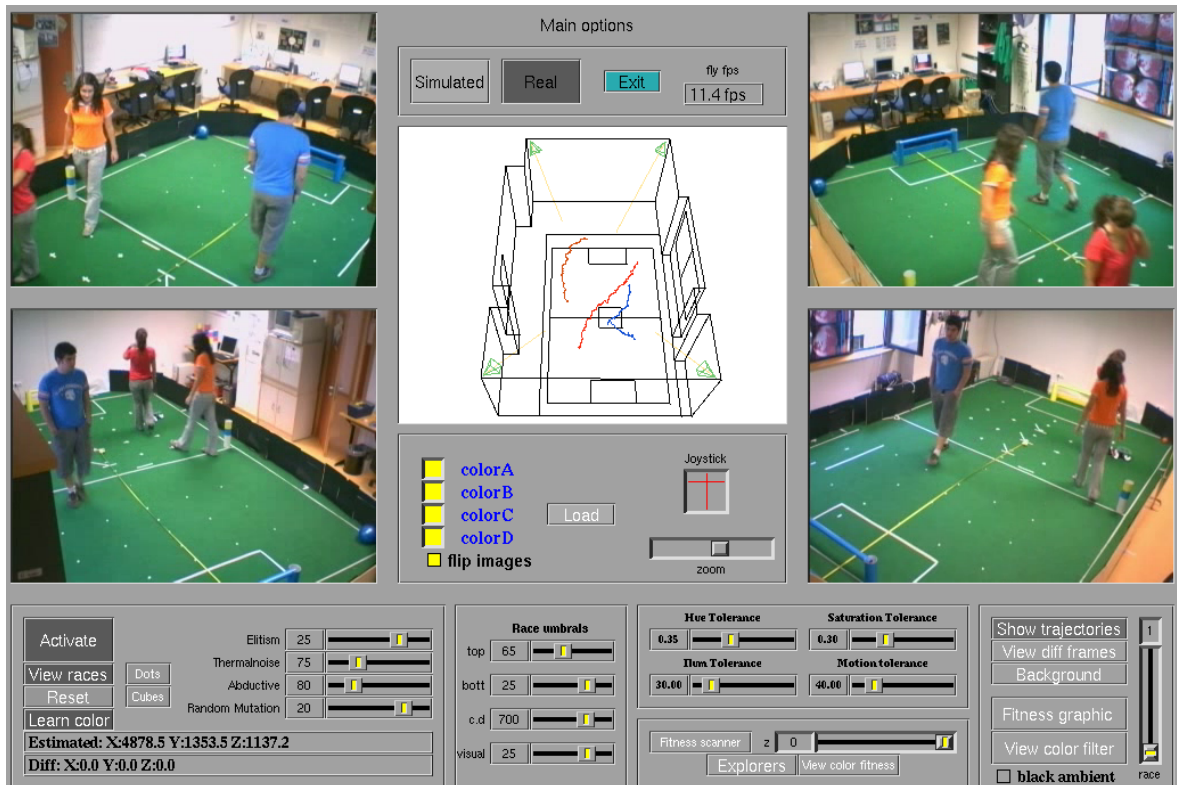 Main options
Simulated
Real
Exit
fly fps
11.4 fps
colorA
colorB
colorC
colorD
flip images
Load
Joystick
zoom
Activate
View races
Reset
Learn color
Dots
Cubes
Elitism 25
Thermalnoise 75
Abductive 80
Random Mutation 20
Estimated: X:4878.5 Y:1353.5 Z:1137.2
Diff: X:0.0 Y:0.0 Z:0.0
Race umbrals
top 65
bott 25
c.d 700
visual 25
Hue Tolerance
0.35
Saturation Tolerance
0.30
Ilum Tolerance
30.00
Motion tolerance
40.00
Fitness scanner
z 0
Explorers
View color fitness
Show trajectories
View diff frames
Background
Fitness graphic
View color filter
black ambient
1
race